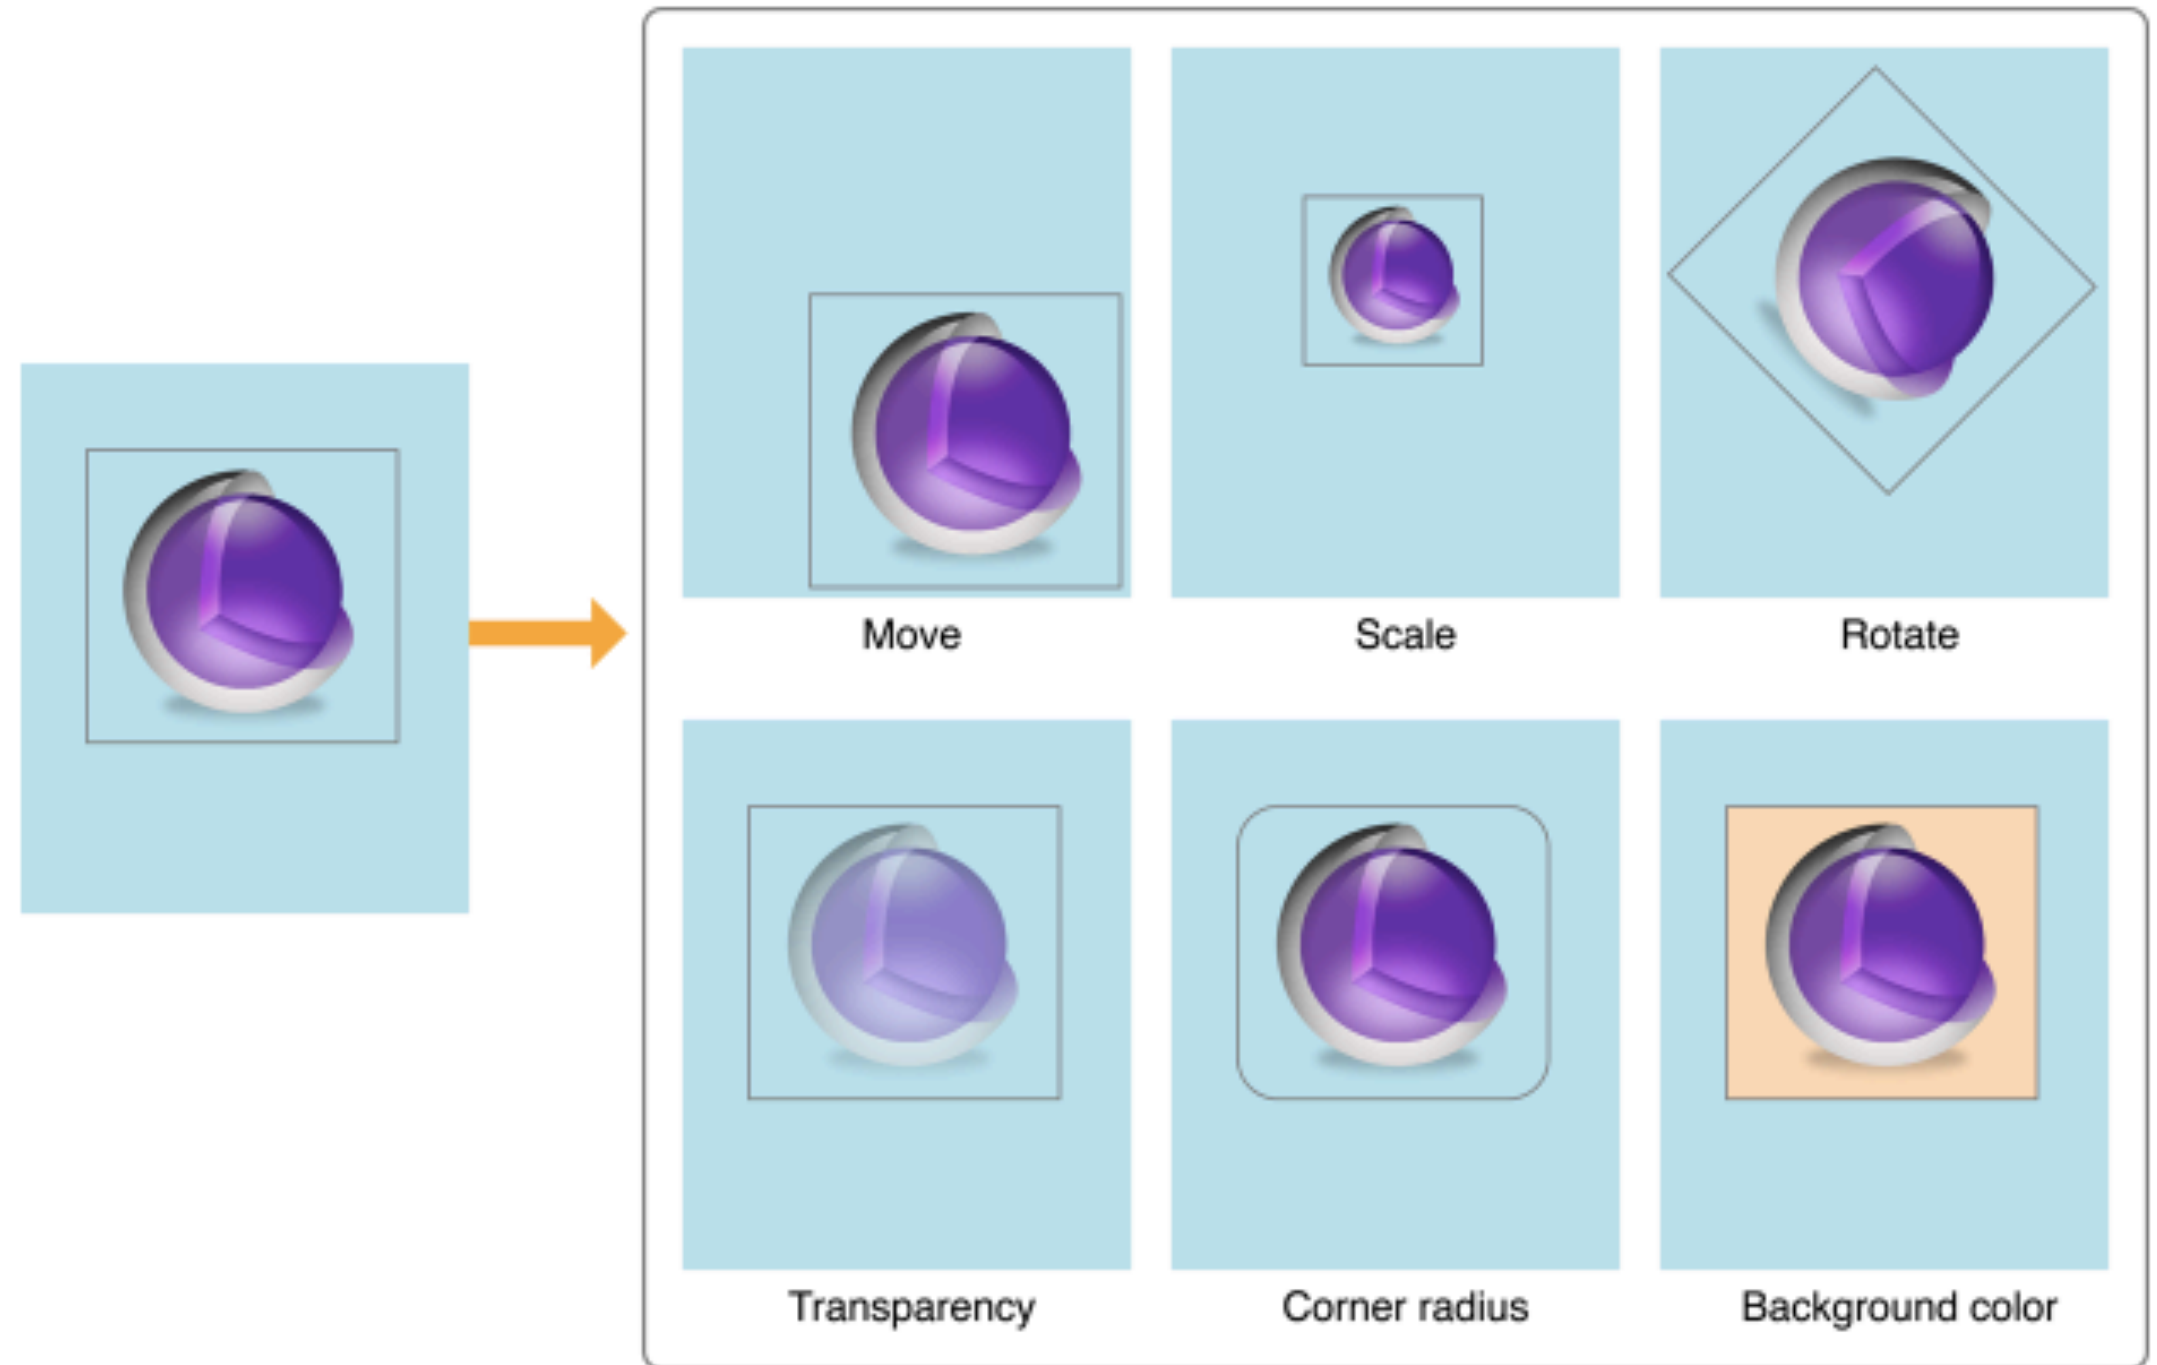 Move
Scale
Rotate
Transparency
Corner radius
Background color